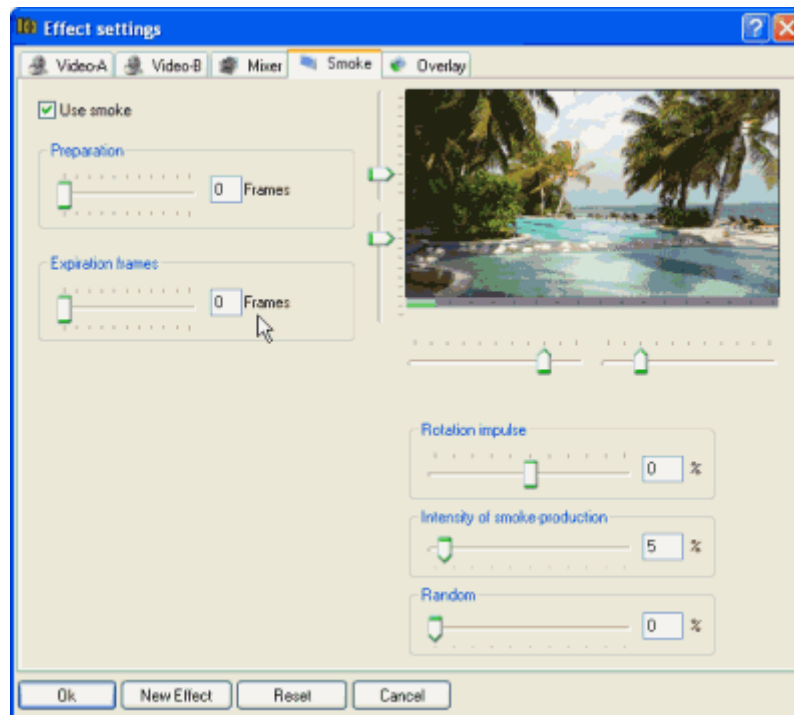 Effect settings
Video-A Video-B Mixer Smoke Overlay
Use smoke
Preparation
0 Frames
Expiration frames
0 Frames
Rotation impulse
0 %
Intensity of smoke-production
5 %
Random
0 %
Ok New Effect Reset Cancel